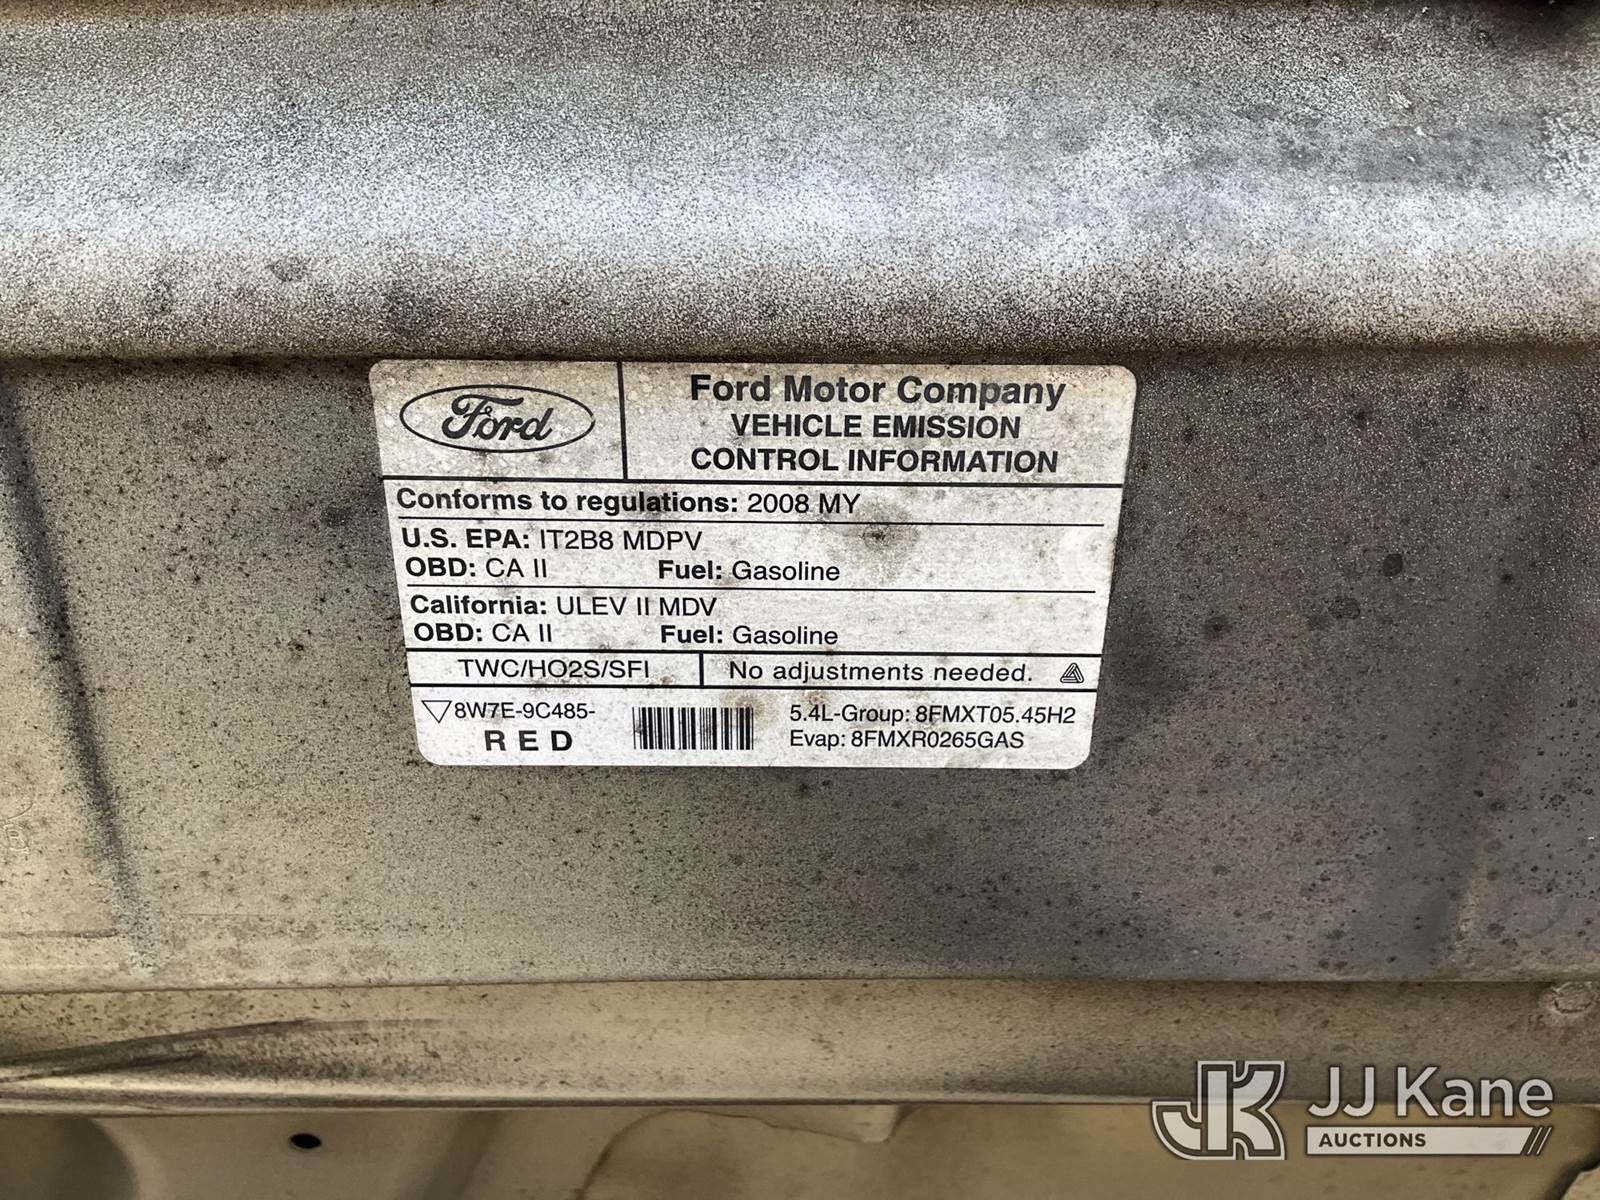 Ford
Ford Motor Company
VEHICLE EMISSION
CONTROL INFORMATION
Conforms to regulations: 2008 MY
U.S. EPA: IT2B8 MDPV
OBD: CA II Fuel: Gasoline
California: ULEV II MDV
OBD: CA II Fuel: Gasoline
TWC/HO2S/SFI No adjustments needed.
8W7E-9C485- 5.4L-Group: 8FMXT05.45H2
RED Evap: 8FMXR0265GAS
JK JJ Kane
AUCTIONS